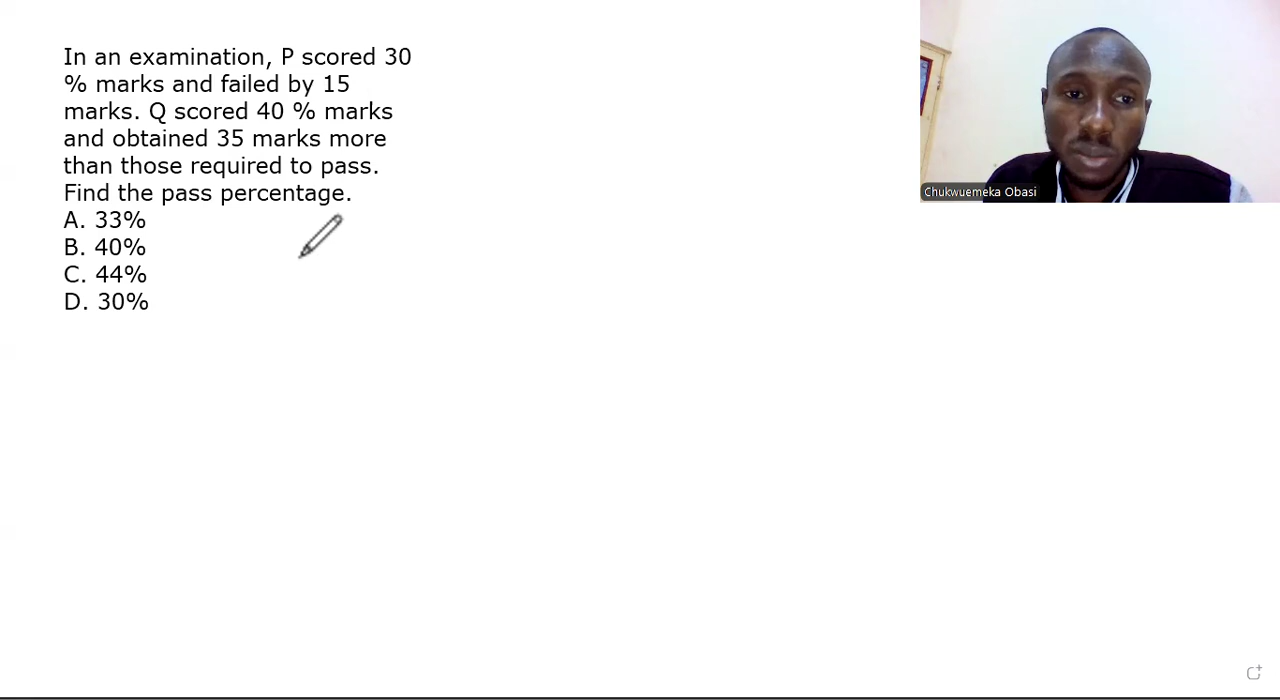 In an examination, P scored 30
% marks and failed by 15
marks. Q scored 40 % marks
and obtained 35 marks more
than those required to pass.
Find the pass percentage.
A. 33%
B. 40%
C. 44%
D. 30%
Chukwuemeka Obasi